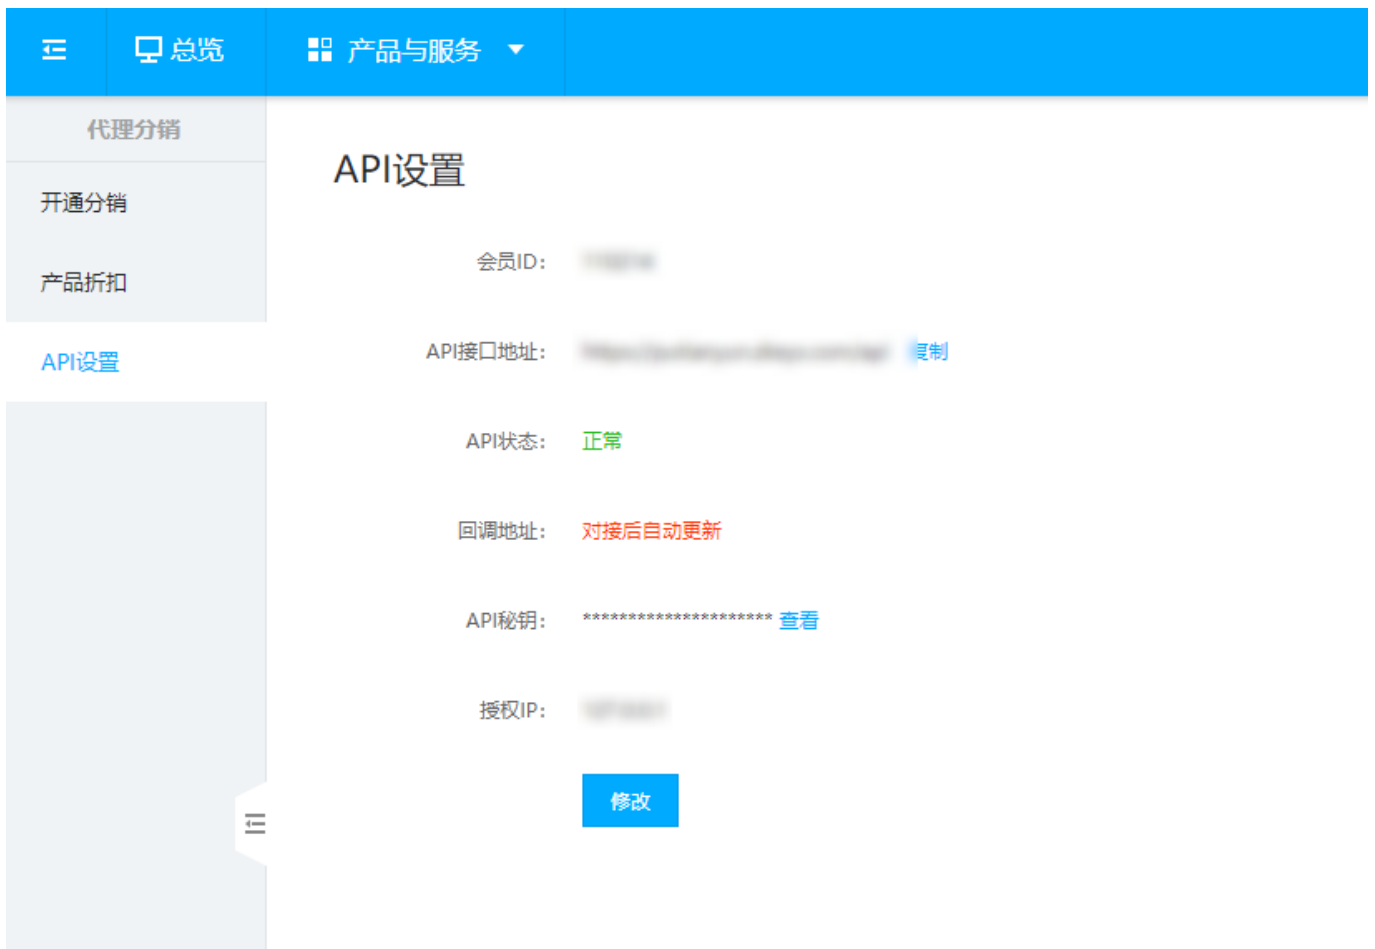 总览 产品与服务
代理分销
开通分销
产品折扣
API设置
API设置
会员ID:
API接口地址: 复制
API状态: 正常
回调地址: 对接后自动更新
API秘钥: ********************* 查看
授权IP:
修改